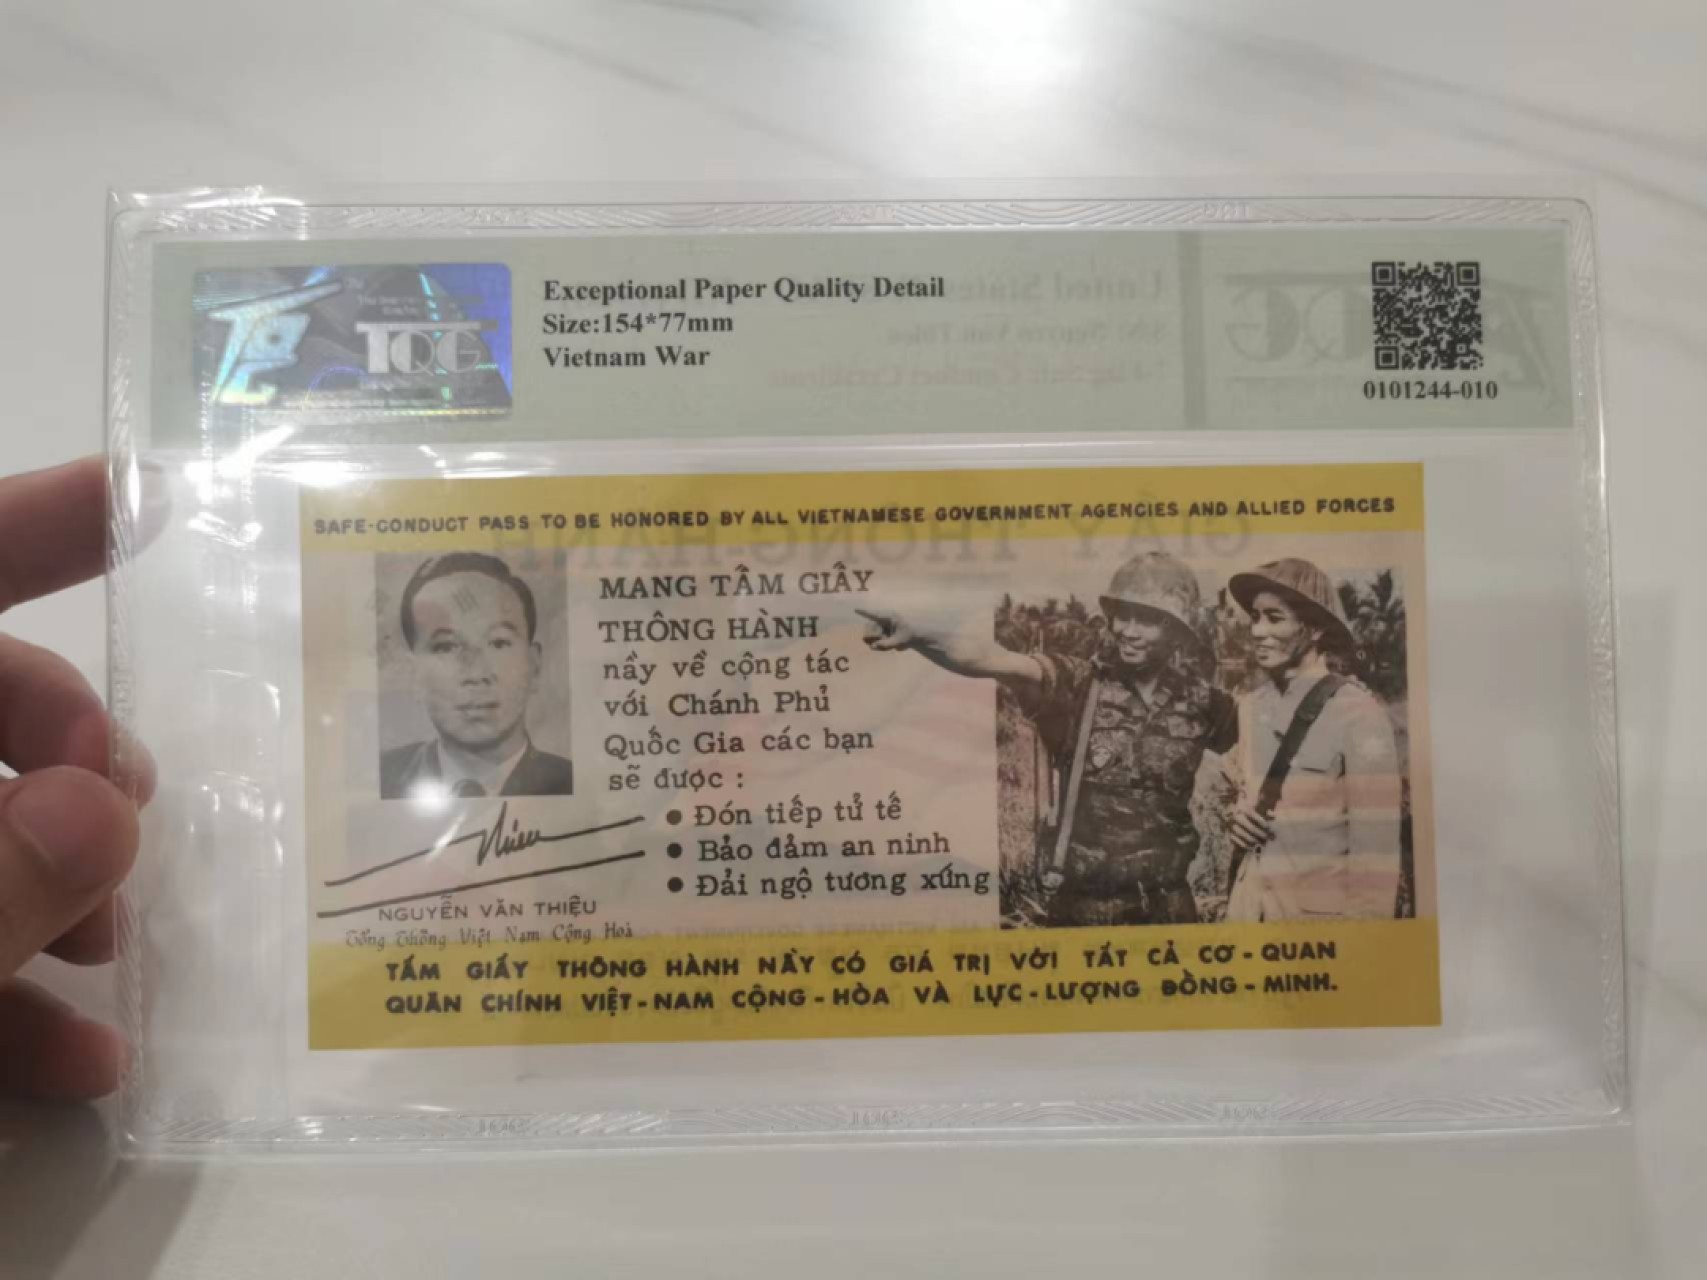 TQG
Exceptional Paper Quality Detail
Size:154*77mm
Vietnam War
0101244-010
SAFE-CONDUCT PASS TO BE HONORED BY ALL VIETNAMESE GOVERNMENT AGENCIES AND ALLIED FORCES
MANG TẤM GIẤY
THÔNG HÀNH
nầy về cộng tác
với Chánh Phủ
Quốc Gia các bạn
sẽ được :
● Đón tiếp tử tế
● Bảo đảm an ninh
● Đải ngộ tương xứng
NGUYỄN VĂN THIỆU
Tổng Thống Việt Nam Cộng Hoà
TẤM GIẤY THÔNG HÀNH NẦY CÓ GIÁ TRỊ VỚI TẤT CẢ CƠ - QUAN
QUÂN CHÍNH VIỆT - NAM CỘNG - HÒA VÀ LỰC - LƯỢNG ĐỒNG - MINH.